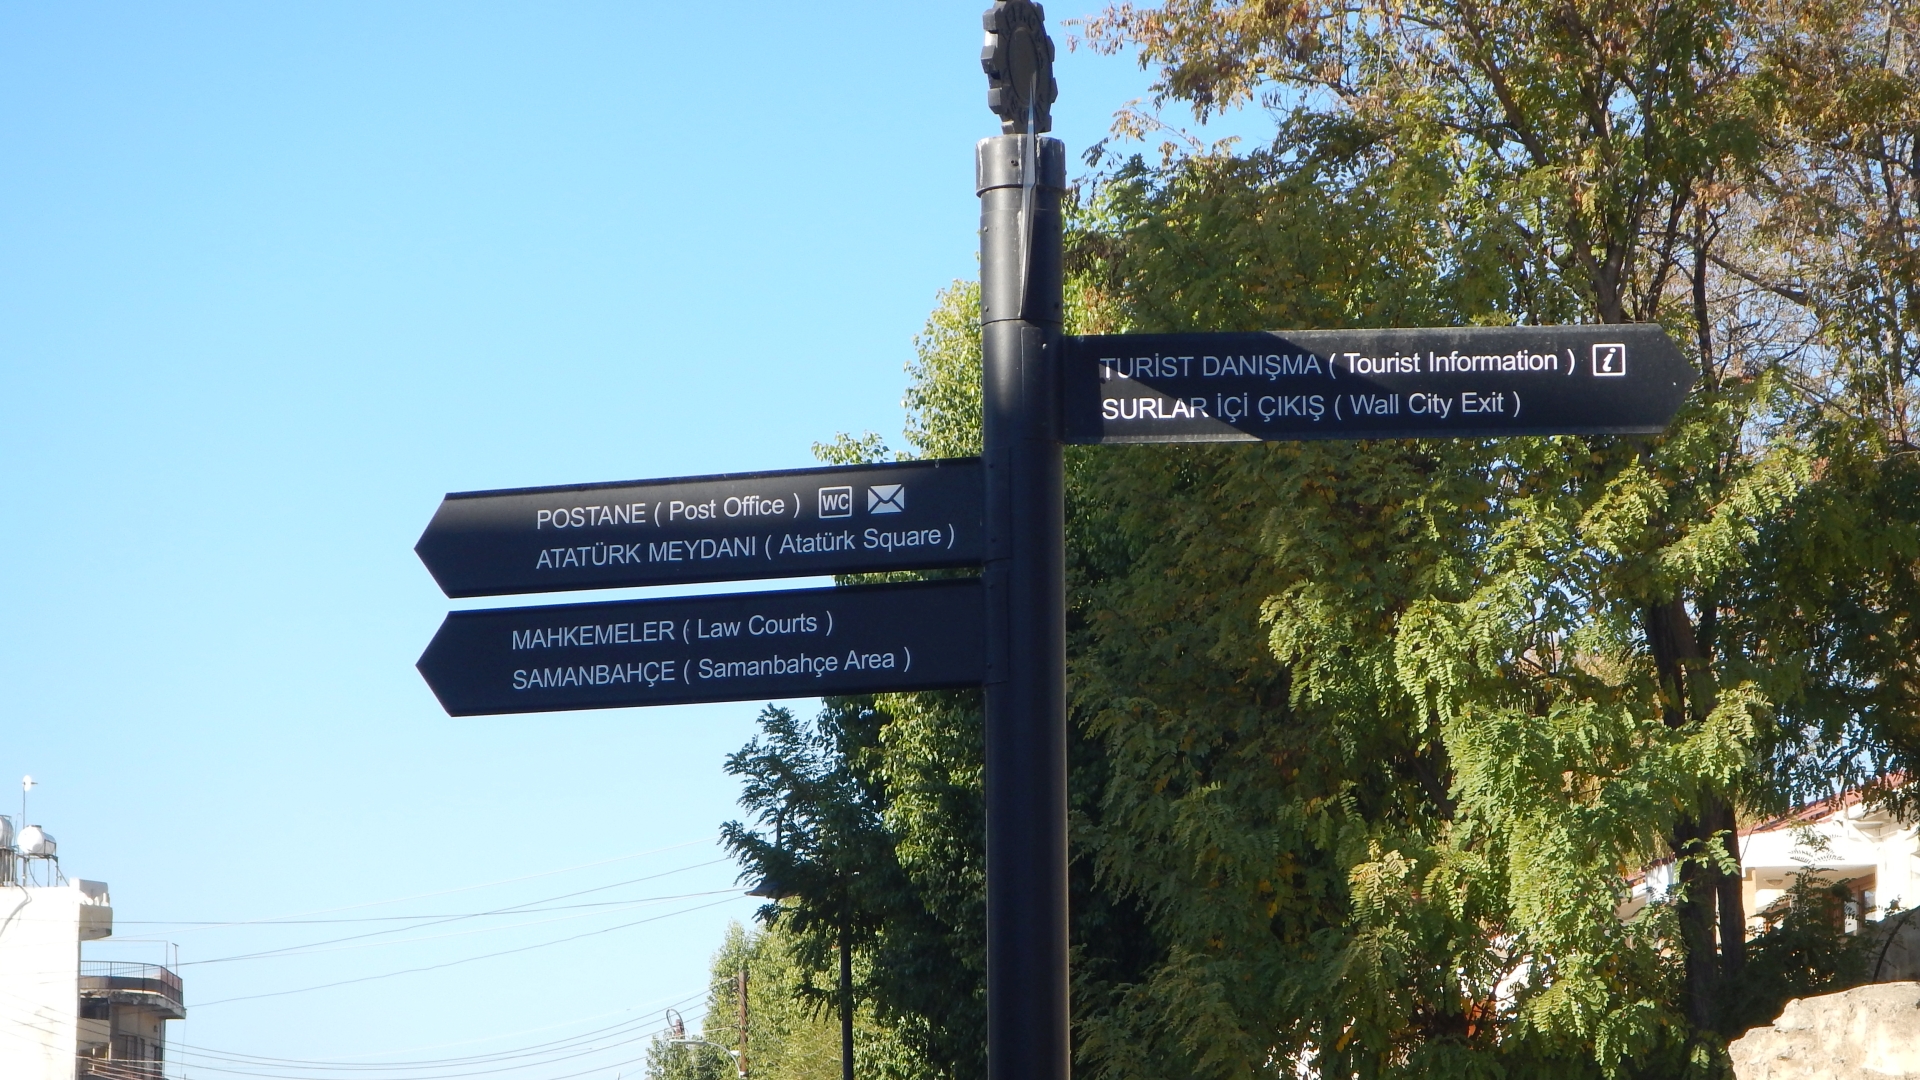 TURİST DANIŞMA ( Tourist Information ) i
SURLAR İÇİ ÇIKIŞ ( Wall City Exit )
POSTANE ( Post Office ) WC
ATATÜRK MEYDANI ( Atatürk Square )
MAHKEMELER ( Law Courts )
SAMANBAHÇE ( Samanbahçe Area )